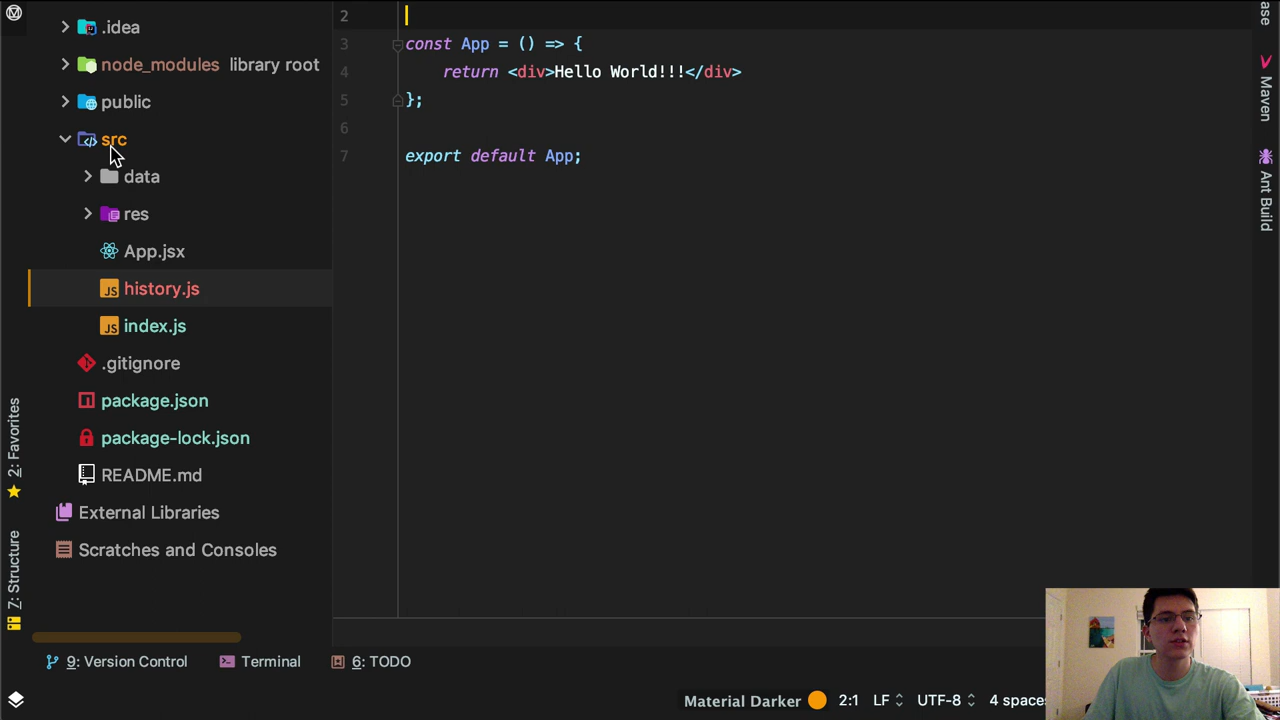 .idea
node_modules library root
public
src
data
res
App.jsx
history.js
index.js
.gitignore
package.json
package-lock.json
README.md
External Libraries
Scratches and Consoles
2: Favorites
7: Structure
2
3 const App = () => {
4 return <div>Hello World!!!</div>
5 };
6
7 export default App;
ase
Maven
Ant Build
9: Version Control
Terminal
6: TODO
Material Darker
2:1
LF
UTF-8
4 spaces